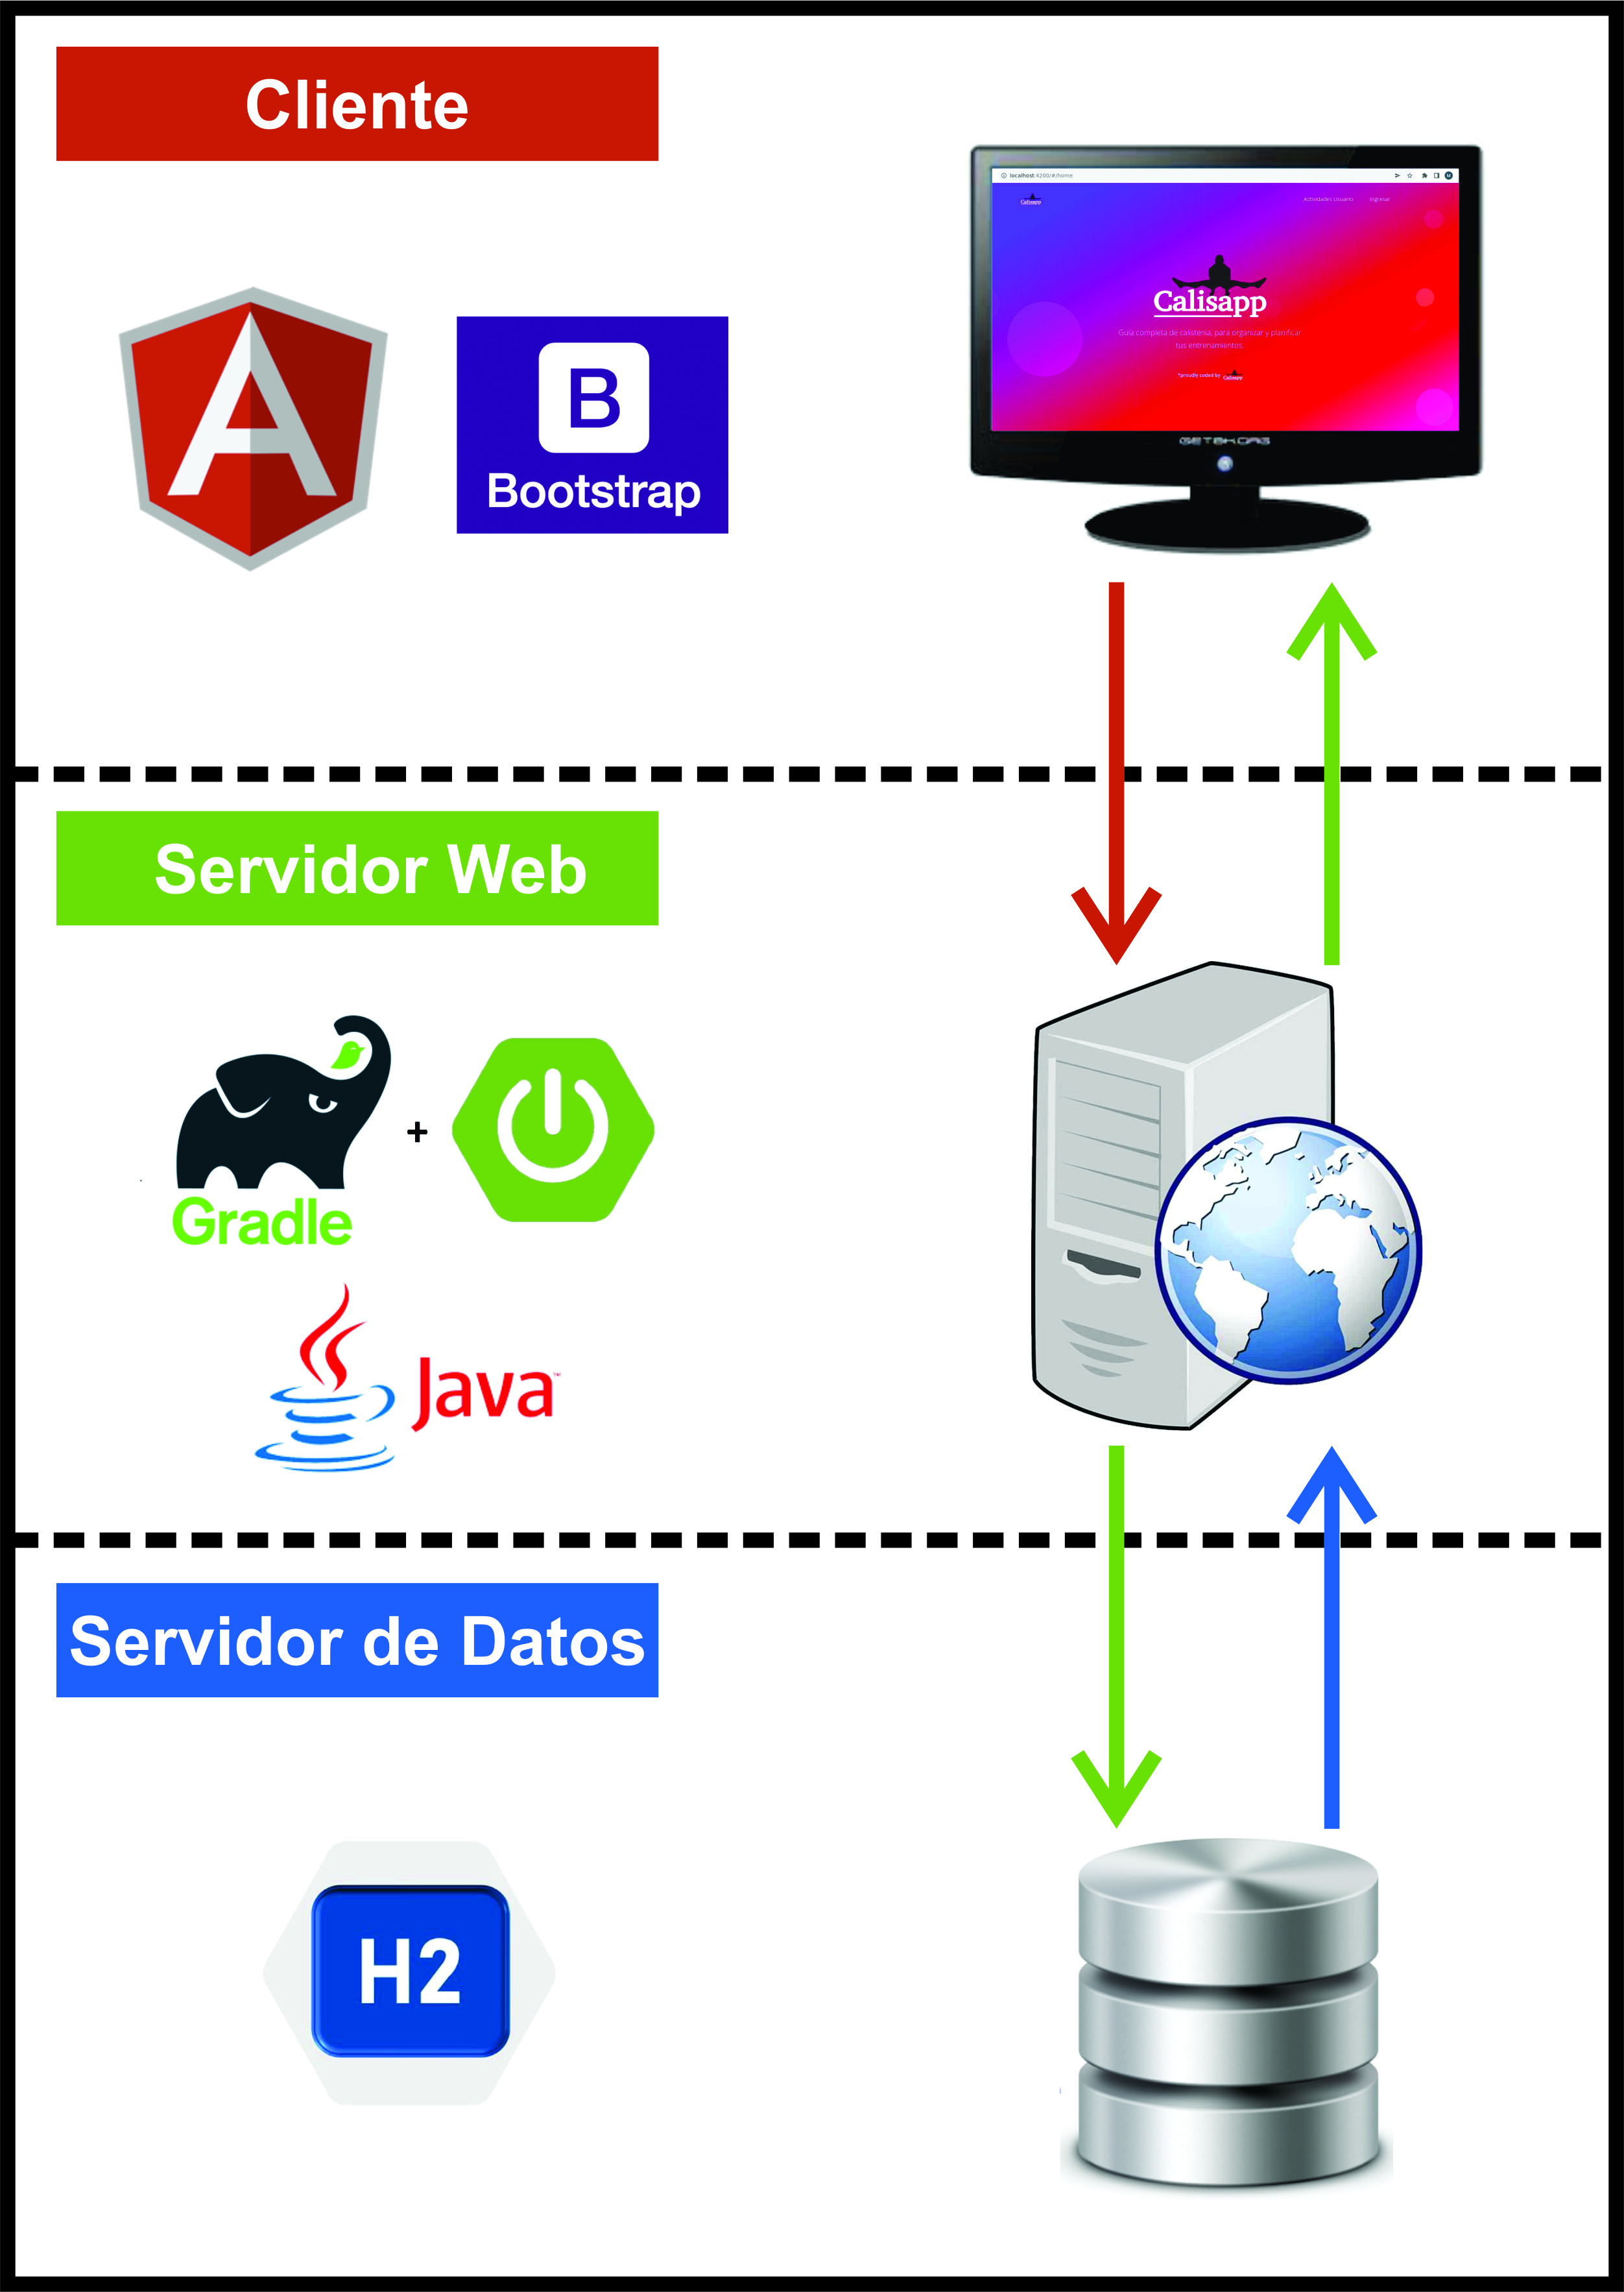 Cliente
localhost:4200/#/home
Calisapp
Actividades Usuario
Ingresar
Calisapp
Guía completa de calistenia, para organizar y planificar
tus entrenamientos.
*proudly coded by
Calisapp
B
Bootstrap
Servidor Web
+
Gradle
Java
Servidor de Datos
H2